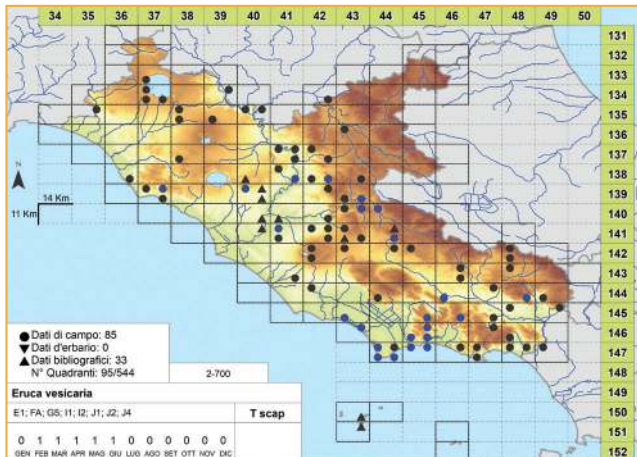 34 35 36 37 38 39 40 41 42 43 44 45 46 47 48 49 50
131
132
133
134
135
136
137
138
139
140
141
142
143
144
145
146
147
148
149
150
151
152
N
14 Km
11 Km
Dati di campo: 85
Dati d'erbario: 0
Dati bibliografici: 33
N° Quadranti: 95/544
2-700
Eruca vesicaria
E1; FA; GS; I1; I2; J1; J2; J4
T scap
0 1 1 1 1 1 0 0 0 0 0 0
GEN FEB MAR APR MAG GIU LUG AGO SET OTT NOV DIC